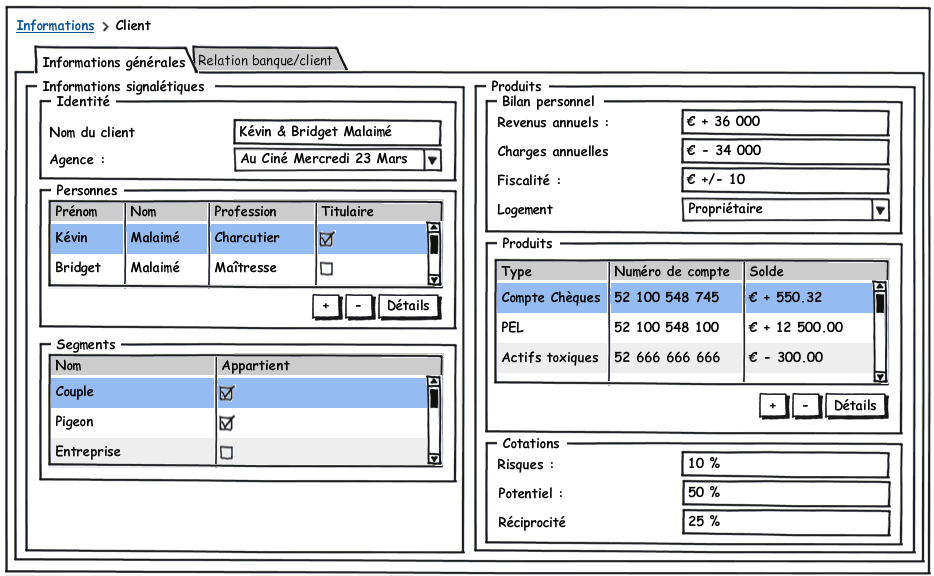 Informations > Client
Informations générales
Relation banque/client
Informations signalétiques
Identité
Nom du client
Kévin & Bridget Malaimé
Agence :
Au Ciné Mercredi 23 Mars
Personnes
Prénom Nom Profession Titulaire
Kévin Malaimé Charcutier
Bridget Malaimé Maîtresse
+ - Détails
Segments
Nom Appartient
Couple
Pigeon
Entreprise
Produits
Bilan personnel
Revenus annuels : € + 36 000
Charges annuelles € - 34 000
Fiscalité : € +/- 10
Logement Propriétaire
Produits
Type Numéro de compte Solde
Compte Chèques 52 100 548 745 € + 550.32
PEL 52 100 548 100 € + 12 500.00
Actifs toxiques 52 666 666 666 € - 300.00
+ - Détails
Cotations
Risques : 10 %
Potentiel : 50 %
Réciprocité 25 %